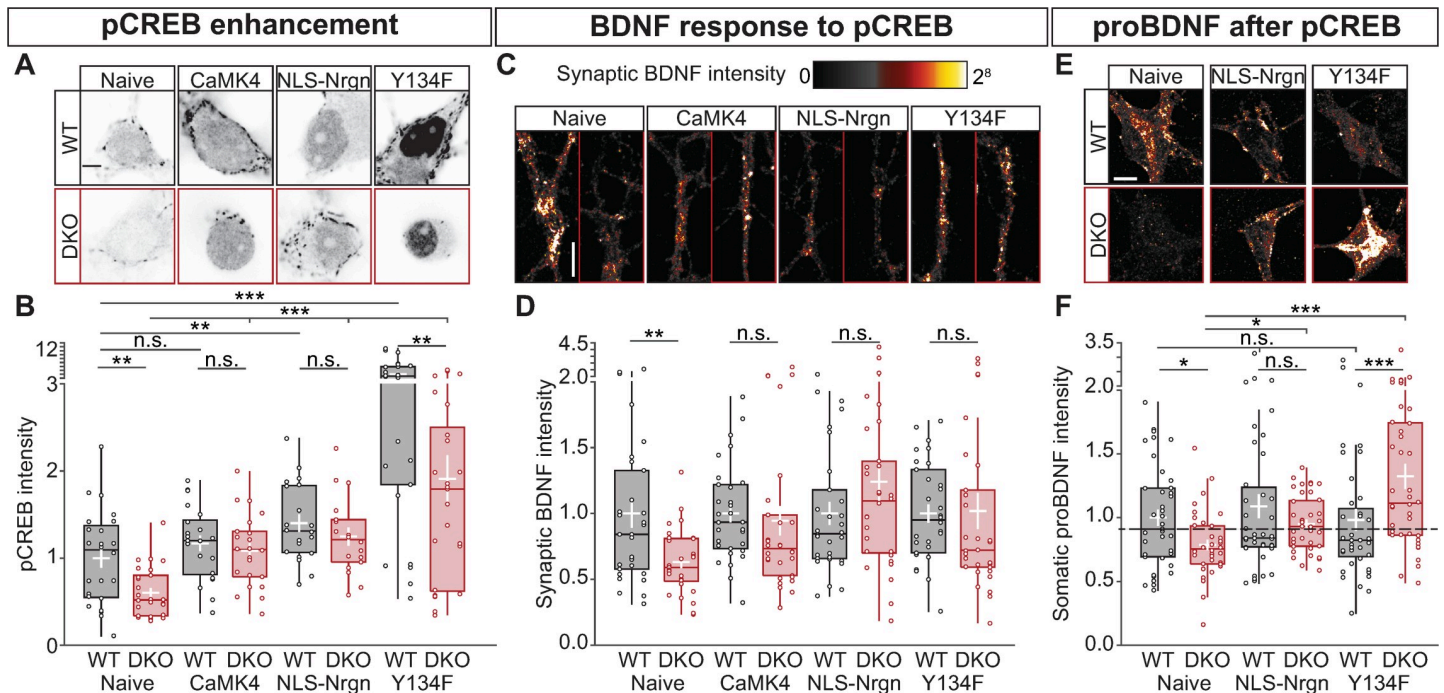 pCREB enhancement
BDNF response to pCREB
proBDNF after pCREB
A
Naive CaMK4 NLS-Nrgn Y134F
WT
DKO
C
Synaptic BDNF intensity 0 2⁸
Naive CaMK4 NLS-Nrgn Y134F
E
Naive NLS-Nrgn Y134F
WT
DKO
B
pCREB intensity
12
3
2
1
0
***
***
**
n.s.
** n.s. n.s. **
WT DKO WT DKO WT DKO WT DKO
Naive CaMK4 NLS-Nrgn Y134F
D
Synaptic BDNF intensity
4.5
2.0
1.5
1.0
0.5
0.0
** n.s. n.s. n.s.
WT DKO WT DKO WT DKO WT DKO
Naive CaMK4 NLS-Nrgn Y134F
F
Somatic proBDNF intensity
3.5
2.0
1.5
1.0
0.5
0.0
***
*
n.s.
* n.s. ***
WT DKO WT DKO WT DKO
Naive NLS-Nrgn Y134F